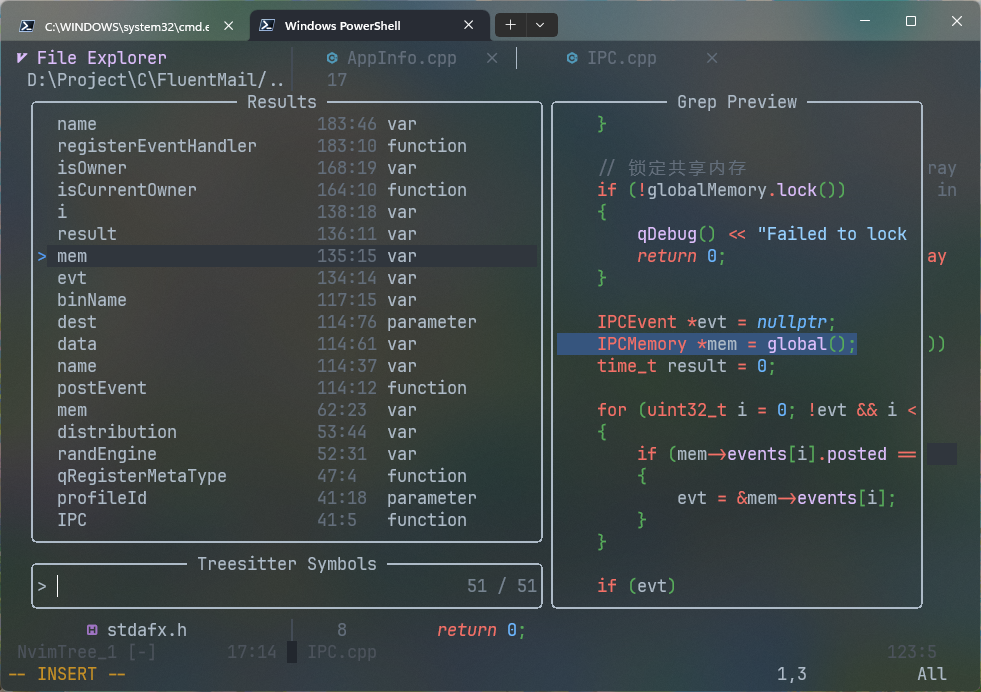 C:\WINDOWS\system32\cmd.e
Windows PowerShell
File Explorer
AppInfo.cpp
IPC.cpp
D:\Project\C\FluentMail/..
17
Results
name 183:46 var
registerEventHandler 183:10 function
isOwner 168:19 var
isCurrentOwner 164:10 function
i 138:18 var
result 136:11 var
> mem 135:15 var
evt 134:14 var
binName 117:15 var
dest 114:76 parameter
data 114:61 var
name 114:37 var
postEvent 114:12 function
mem 62:23 var
distribution 53:44 var
randEngine 52:31 var
qRegisterMetaType 47:4 function
profileId 41:18 parameter
IPC 41:5 function
Treesitter Symbols
> 51 / 51
Grep Preview
}
// 锁定共享内存
if (!globalMemory.lock())
{
qDebug() << "Failed to lock
return 0;
}
IPCEvent *evt = nullptr;
IPCMemory *mem = global();
time_t result = 0;
for (uint32_t i = 0; !evt && i <
{
if (mem->events[i].posted ==
{
evt = &mem->events[i];
}
}
if (evt)
ray
in
ay
))
stdafx.h
8
return 0;
NvimTree_1 [-] 17:14 IPC.cpp 123:5
-- INSERT -- 1,3 All